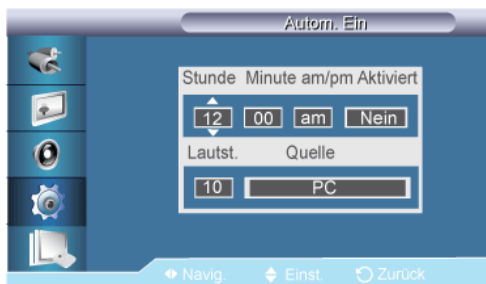 Autom. Ein
Stunde Minute am/pm Aktiviert
12 00 am Nein
Lautst. Quelle
10 PC
Navig. Einst. Zurück